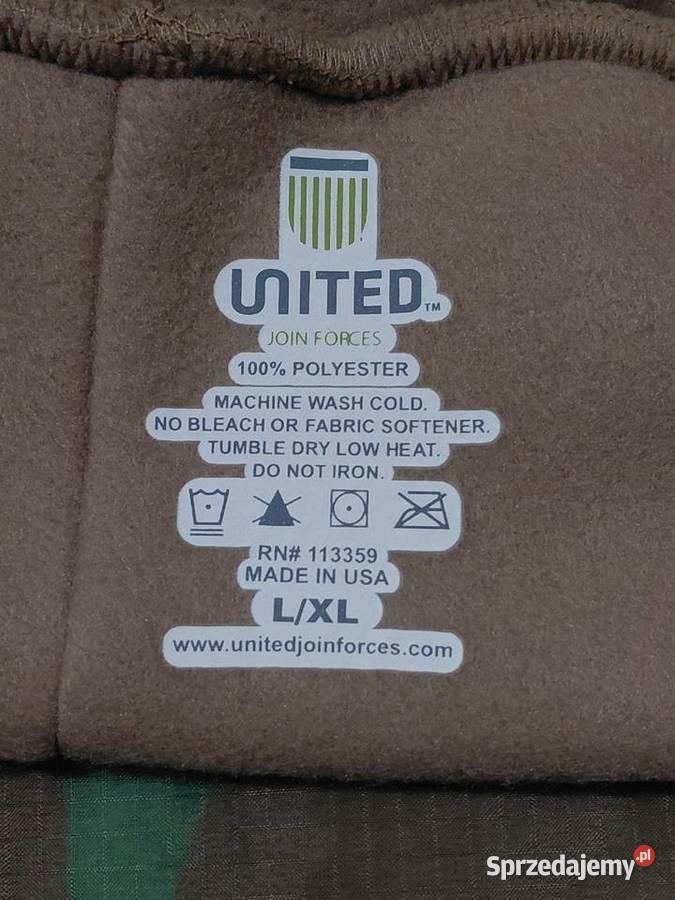 UNITED™
JOIN FORCES
100% POLYESTER
MACHINE WASH COLD.
NO BLEACH OR FABRIC SOFTENER.
TUMBLE DRY LOW HEAT.
DO NOT IRON.
RN# 113359
MADE IN USA
L/XL
www.unitedjoinforces.com
Sprzedajemy.pl